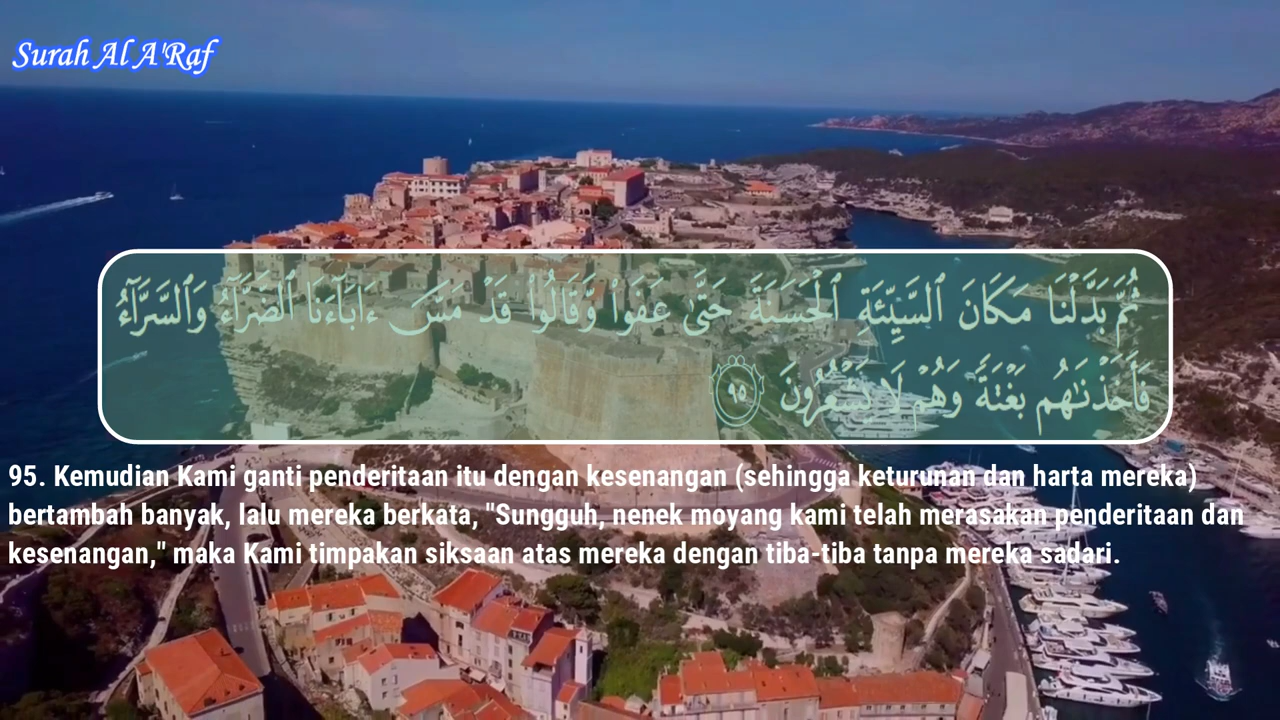 Surah Al A'Raf
ثُمَّ بَدَّلْنَا مَكَانَ ٱلسَّيِّئَةِ ٱلْحَسَنَةَ حَتَّىٰ عَفَوا۟ وَّقَالُوا۟ قَدْ مَسَّ ءَابَآءَنَا ٱلضَّرَّآءُ وَٱلسَّرَّآءُ
فَأَخَذْنَٰهُم بَغْتَةً وَهُمْ لَا يَشْعُرُونَ ٩٥
95. Kemudian Kami ganti penderitaan itu dengan kesenangan (sehingga keturunan dan harta mereka)
bertambah banyak, lalu mereka berkata, "Sungguh, nenek moyang kami telah merasakan penderitaan dan
kesenangan," maka Kami timpakan siksaan atas mereka dengan tiba-tiba tanpa mereka sadari.